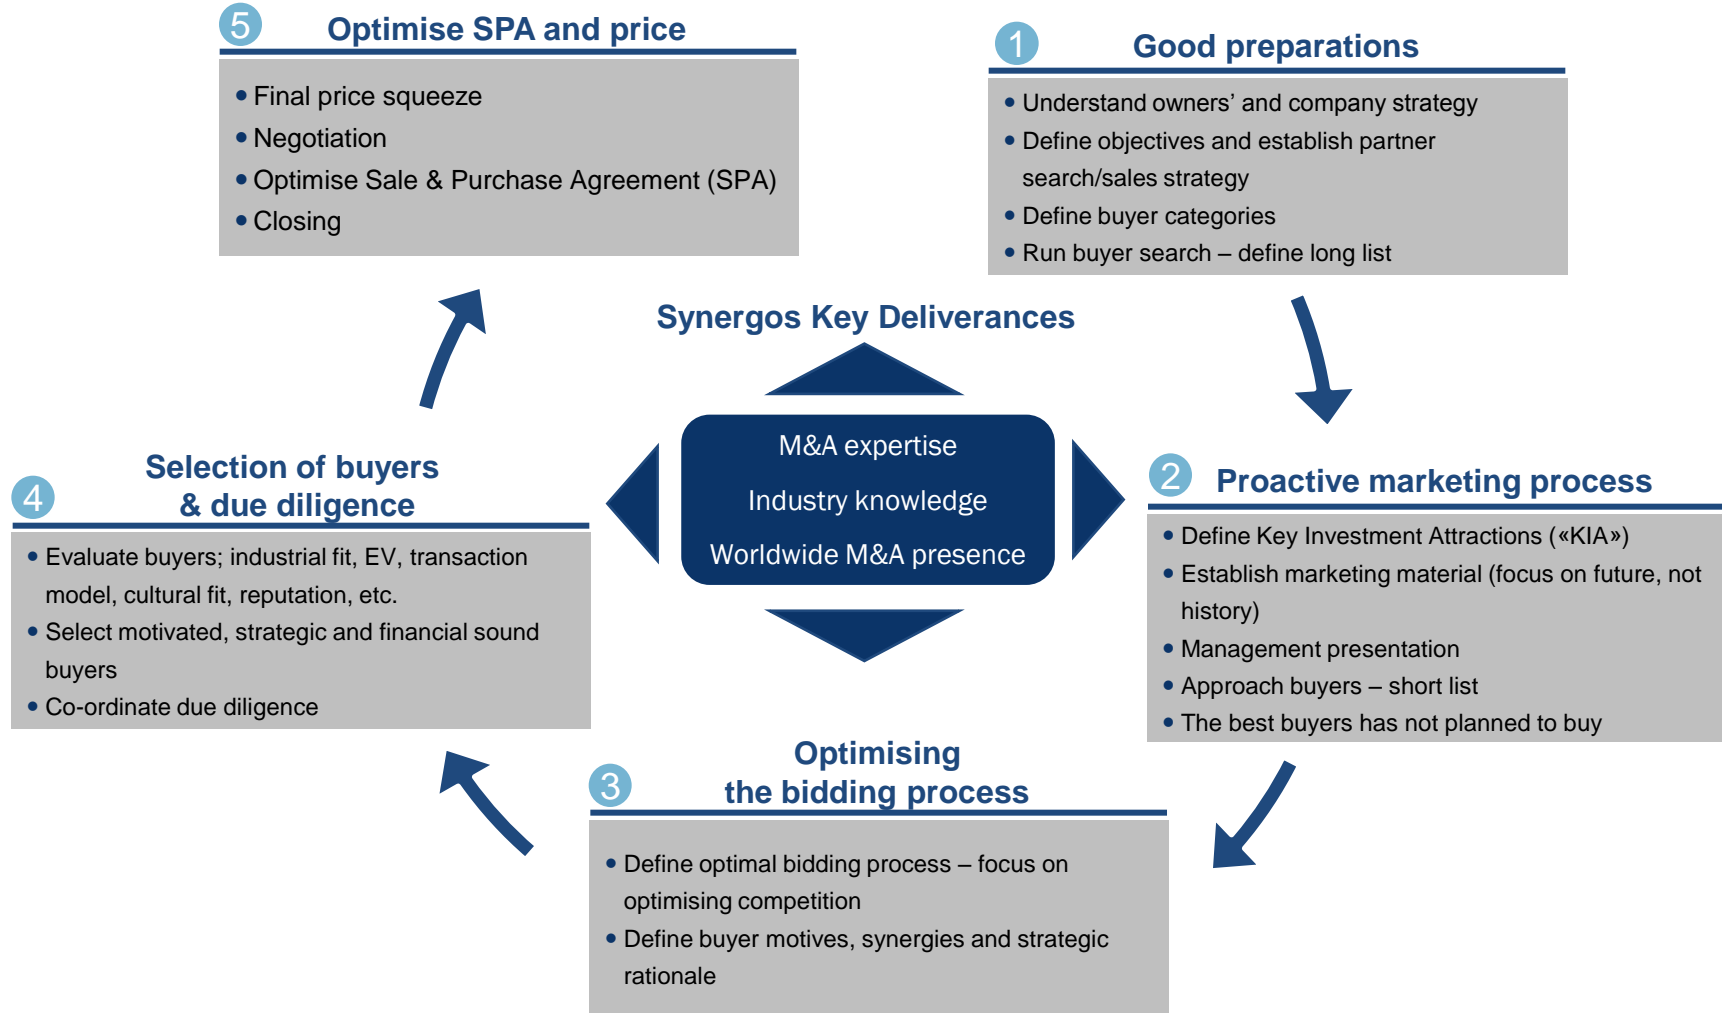 5
Optimise SPA and price
• Final price squeeze
• Negotiation
• Optimise Sale & Purchase Agreement (SPA)
• Closing
1
Good preparations
• Understand owners’ and company strategy
• Define objectives and establish partner
search/sales strategy
• Define buyer categories
• Run buyer search – define long list
Synergos Key Deliverances
M&A expertise
Industry knowledge
Worldwide M&A presence
4
Selection of buyers
& due diligence
• Evaluate buyers; industrial fit, EV, transaction
model, cultural fit, reputation, etc.
• Select motivated, strategic and financial sound
buyers
• Co-ordinate due diligence
2
Proactive marketing process
• Define Key Investment Attractions («KIA»)
• Establish marketing material (focus on future, not
history)
• Management presentation
• Approach buyers – short list
• The best buyers has not planned to buy
3
Optimising
the bidding process
• Define optimal bidding process – focus on
optimising competition
• Define buyer motives, synergies and strategic
rationale